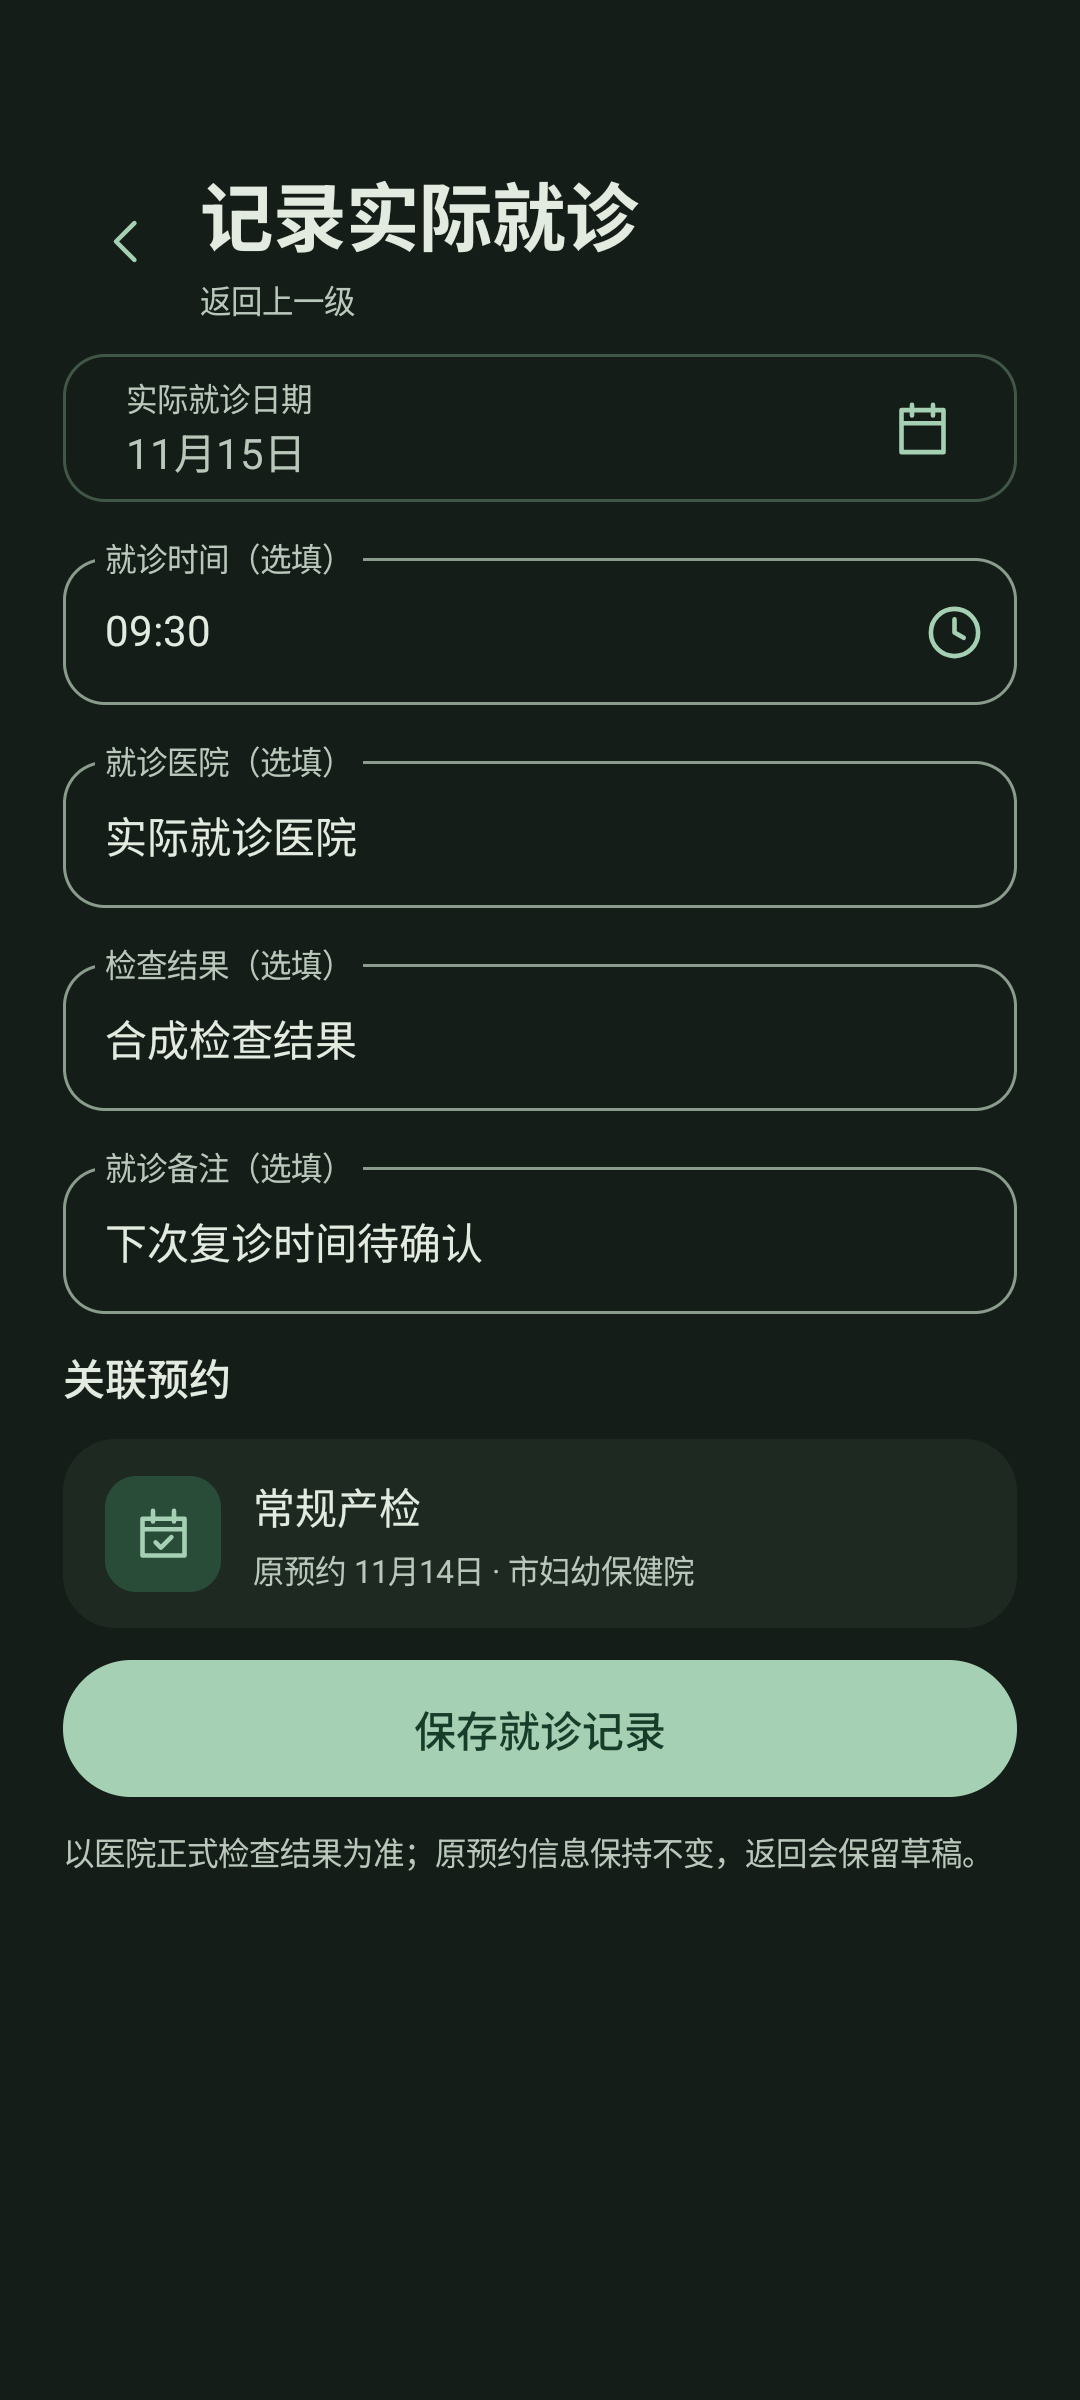 记录实际就诊
返回上一级
实际就诊日期
11月15日
就诊时间（选填）
09:30
就诊医院（选填）
实际就诊医院
检查结果（选填）
合成检查结果
就诊备注（选填）
下次复诊时间待确认
关联预约
常规产检
原预约 11月14日 · 市妇幼保健院
保存就诊记录
以医院正式检查结果为准；原预约信息保持不变，返回会保留草稿。